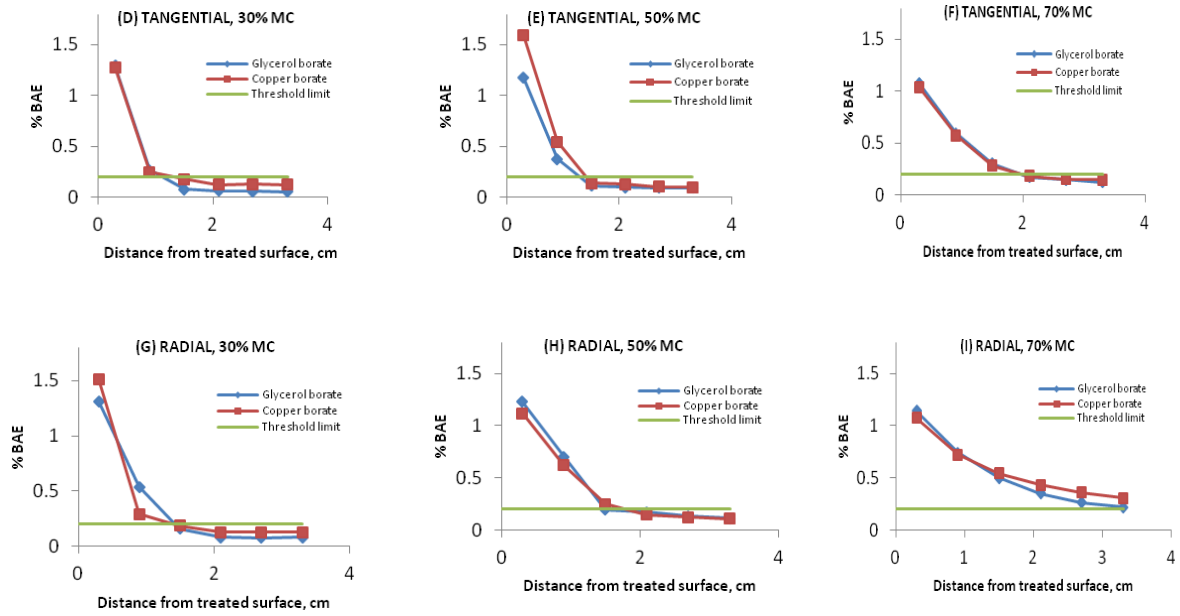 (D) TANGENTIAL, 30% MC
1.5
1
0.5
0
% BAE
Glycerol borate
Copper borate
Threshold limit
0
2
4
Distance from treated surface, cm
(E) TANGENTIAL, 50% MC
1.5
1
0.5
0
% BAE
Glycerol borate
Copper borate
Threshold limit
0
2
4
Distance from treated surface, cm
(F) TANGENTIAL, 70% MC
1.5
1
0.5
0
% BAE
Glycerol borate
Copper borate
Threshold limit
0
2
4
Distance from treated surface, cm
(G) RADIAL, 30% MC
1.5
1
0.5
0
% BAE
Glycerol borate
Copper borate
Threshold limit
0
2
4
Distance from treated surface, cm
(H) RADIAL, 50% MC
1.5
1
0.5
0
% BAE
Glycerol borate
Copper borate
Threshold limit
0
2
4
Distance from treated surface, cm
(I) RADIAL, 70% MC
1.5
1
0.5
0
% BAE
Glycerol borate
Copper borate
Threshold limit
0
1
2
3
4
Distance from treated surface, cm